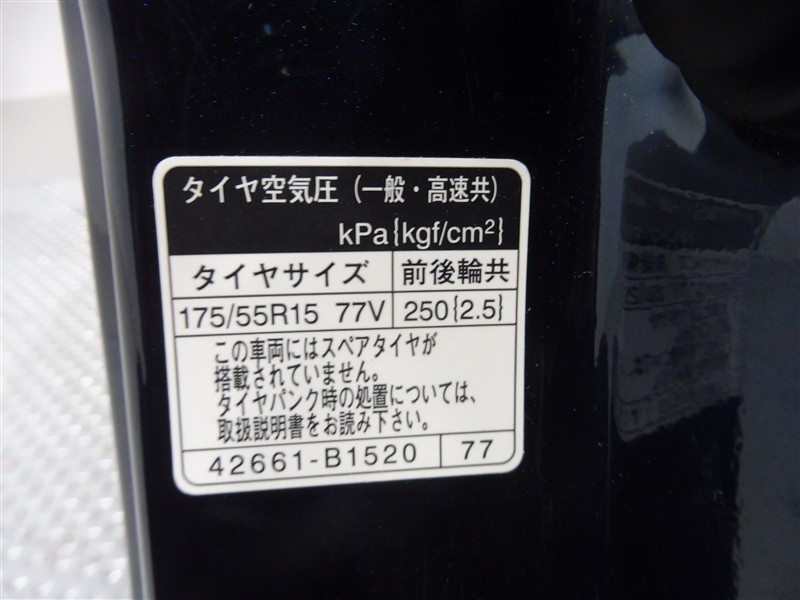 タイヤ空気圧（一般・高速共）
kPa{kgf/cm²}
タイヤサイズ 前後輪共
175/55R15 77V 250{2.5}
この車両にはスペアタイヤが
搭載されていません。
タイヤパンク時の処置については、
取扱説明書をお読み下さい。
42661-B1520 77